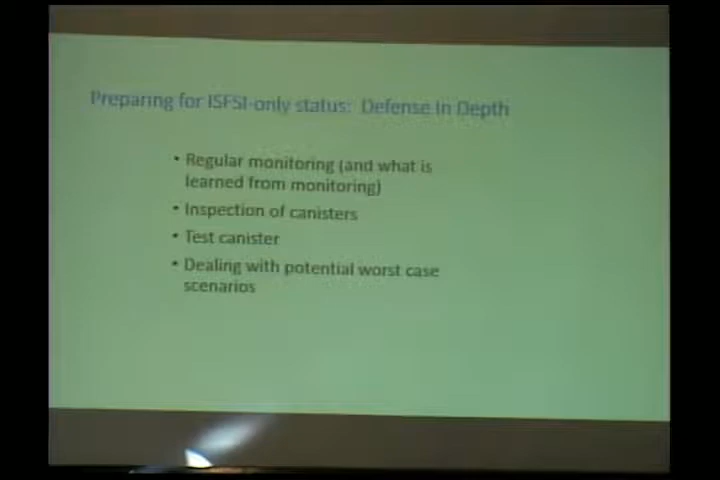 Preparing for ISFSI-only status: Defense In Depth
• Regular monitoring (and what is
learned from monitoring)
• Inspection of canisters
• Test canister
• Dealing with potential worst case
scenarios